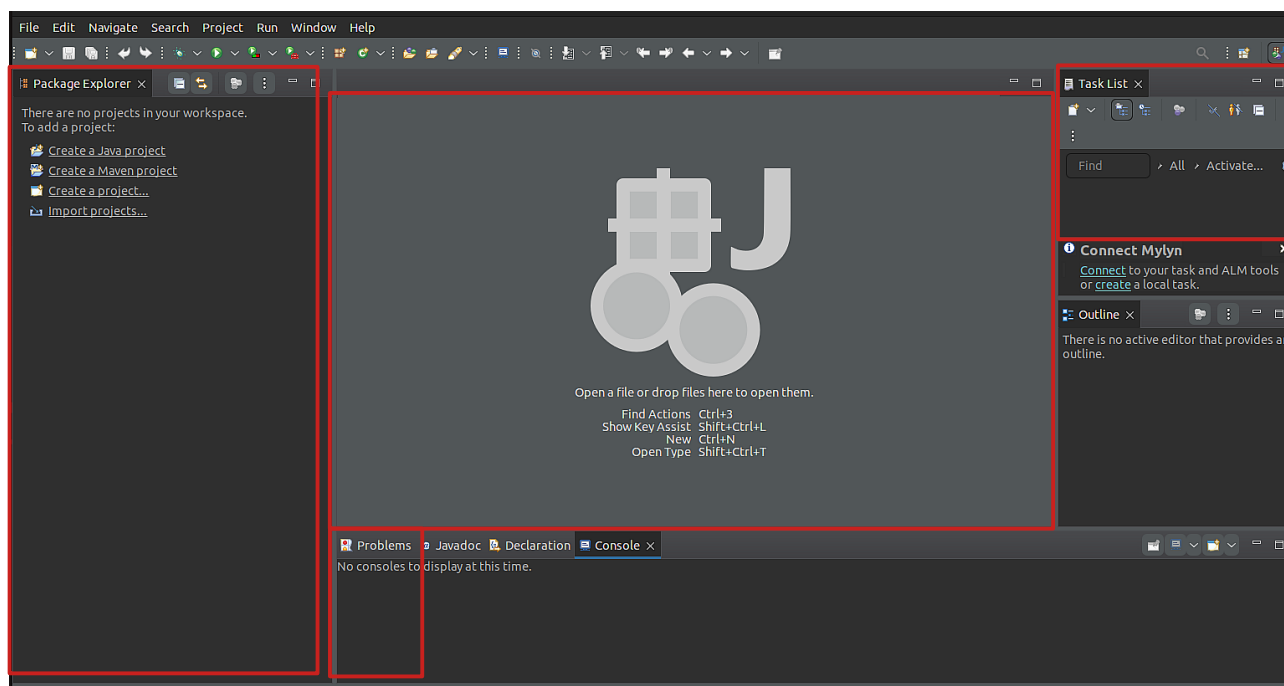 File Edit Navigate Search Project Run Window Help
Package Explorer
There are no projects in your workspace.
To add a project:
Create a Java project
Create a Maven project
Create a project...
Import projects...
Open a file or drop files here to open them.
Find Actions Ctrl+3
Show Key Assist Shift+Ctrl+L
New Ctrl+N
Open Type Shift+Ctrl+T
Task List
Find All Activate...
Connect Mylyn
Connect to your task and ALM tools
or create a local task.
Outline
There is no active editor that provides a
outline.
Problems Javadoc Declaration Console
No consoles to display at this time.